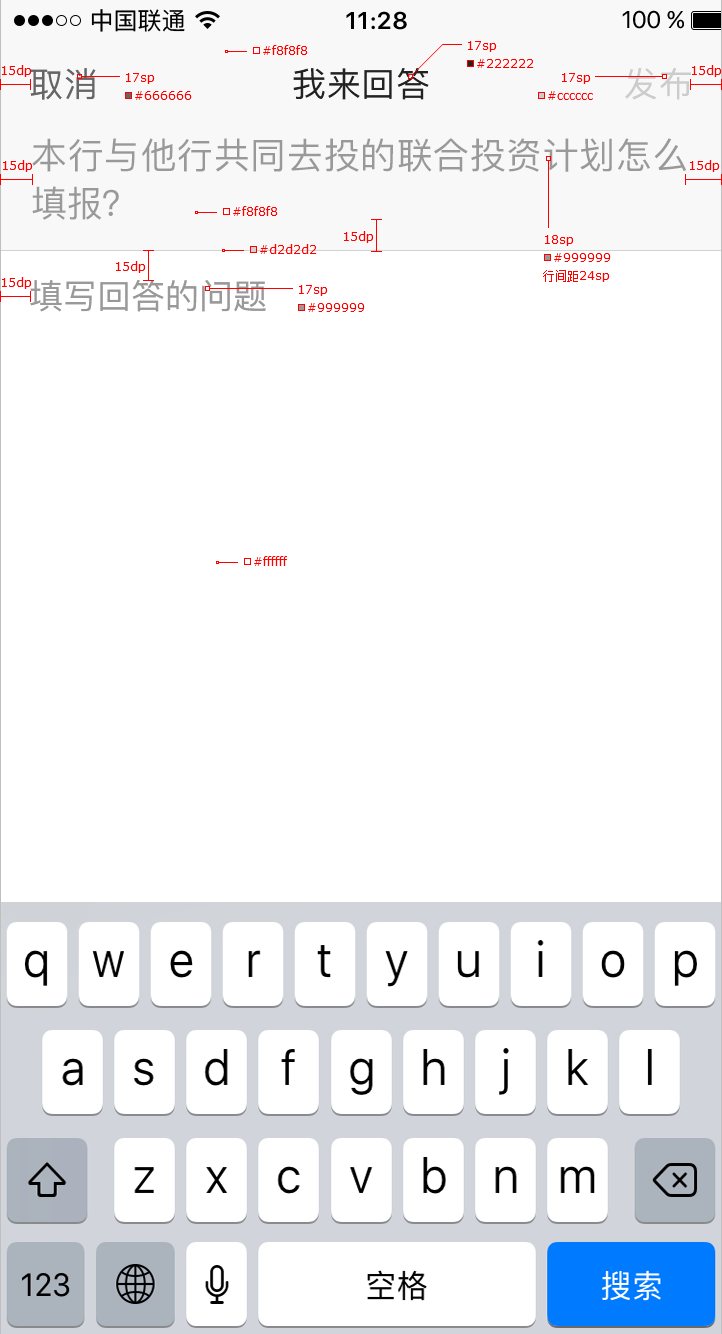 中国联通 11:28 100 %
#f8f8f8
17sp
#222222
15dp 取消 17sp
#666666
我来回答
17sp
#cccccc
发布 15dp
15dp 本行与他行共同去投的联合投资计划怎么 15dp
填报?
#f8f8f8
15dp
18sp
#999999
行间距24sp
#d2d2d2
15dp
15dp 填写回答的问题 17sp
#999999
#ffffff
q w e r t y u i o p
a s d f g h j k l
z x c v b n m
123 空格 搜索